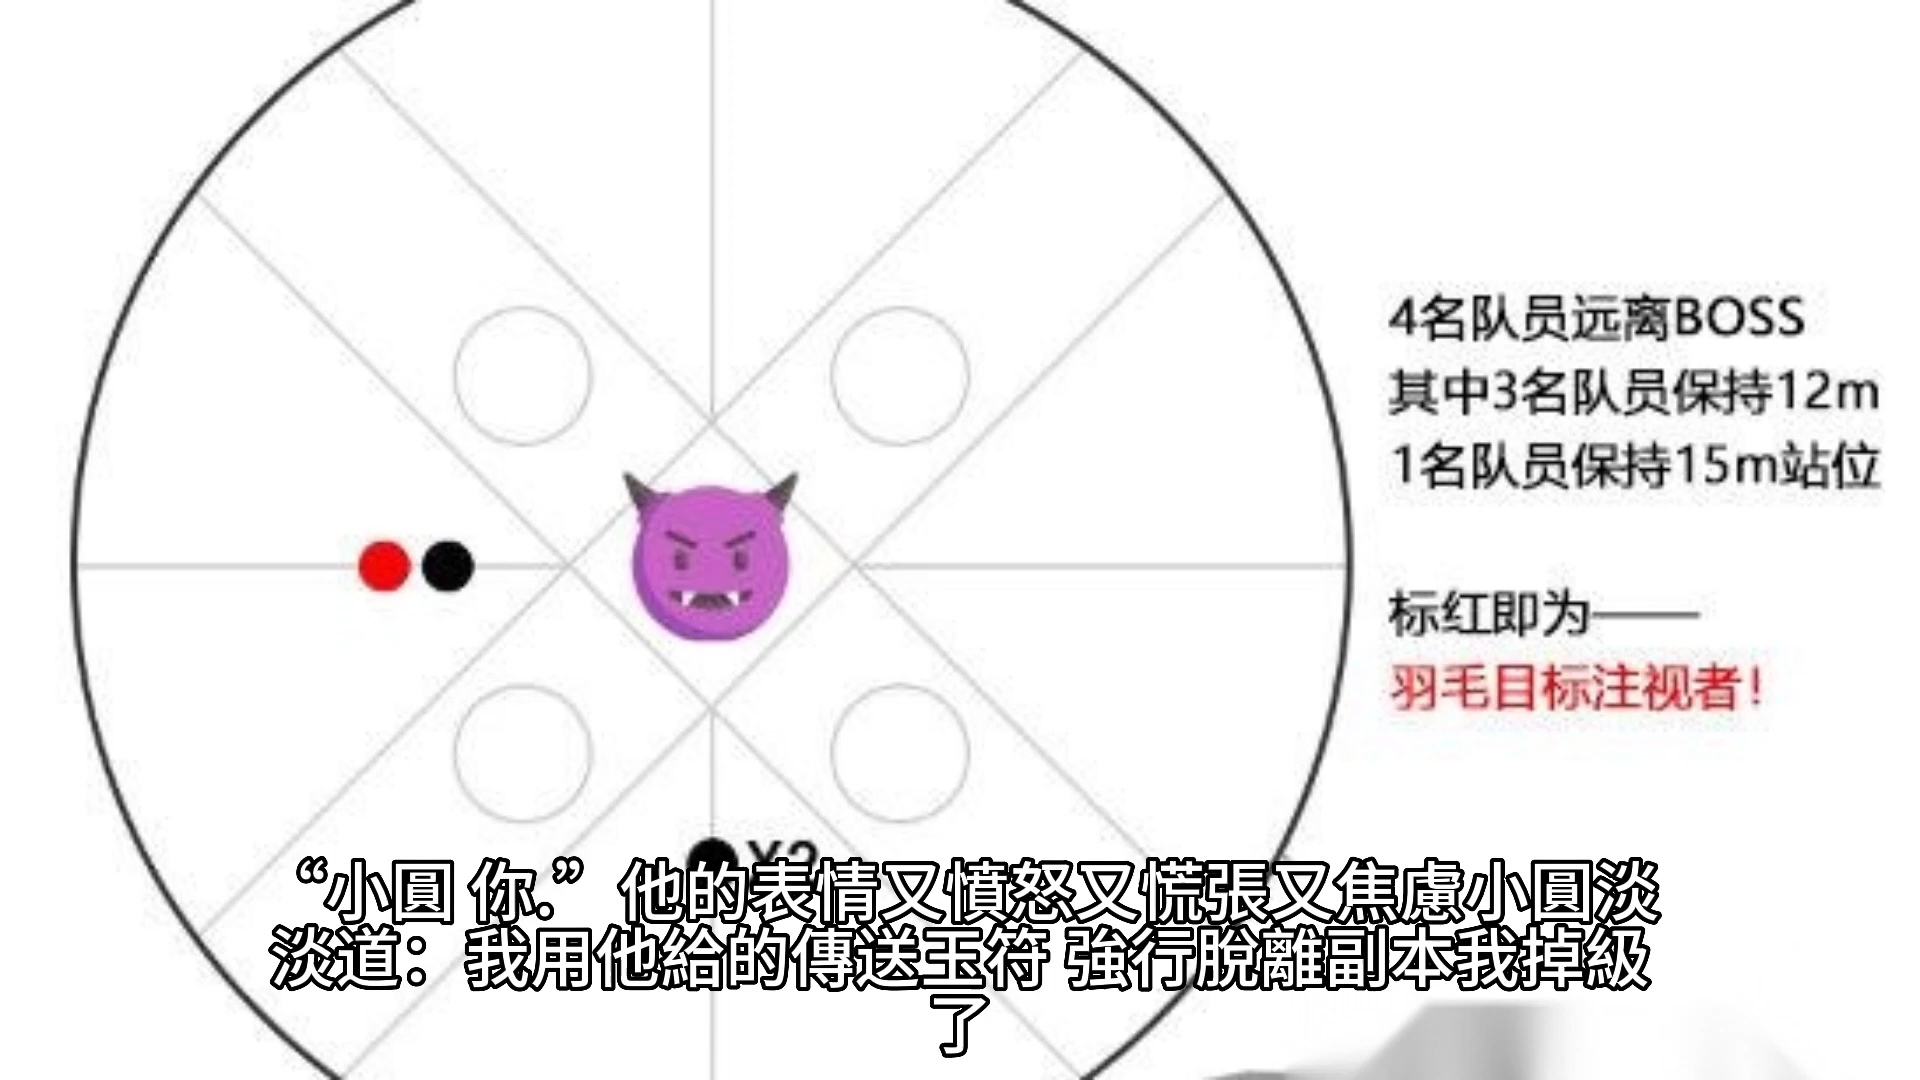 4名队员远离BOSS
其中3名队员保持12m
1名队员保持15m站位
标红即为——
羽毛目标注视者！
X2
“小圓 你.” 他的表情又憤怒又慌張又焦慮小圓淡
淡道：我用他給的傳送玉符 強行脫離副本我掉級
了